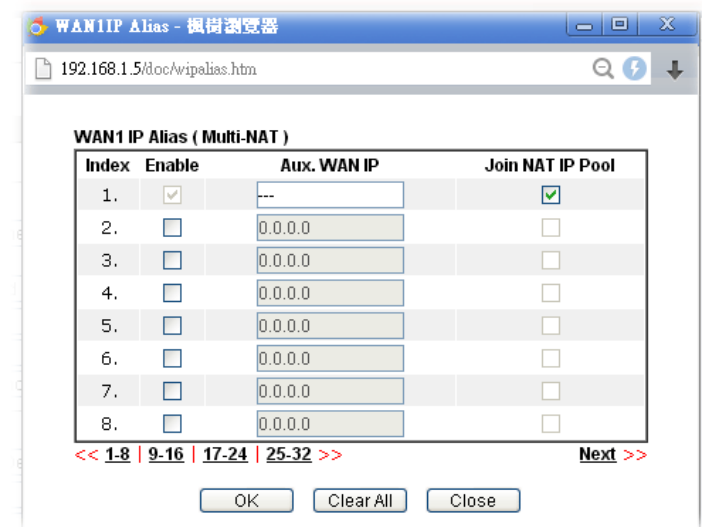 WAN1IP Alias - 楓樹瀏覽器
192.168.1.5/doc/wipalias.htm
WAN1 IP Alias ( Multi-NAT )
Index Enable Aux. WAN IP Join NAT IP Pool
1. ---
2. 0.0.0.0
3. 0.0.0.0
4. 0.0.0.0
5. 0.0.0.0
6. 0.0.0.0
7. 0.0.0.0
8. 0.0.0.0
<< 1-8 | 9-16 | 17-24 | 25-32 >> Next >>
OK Clear All Close